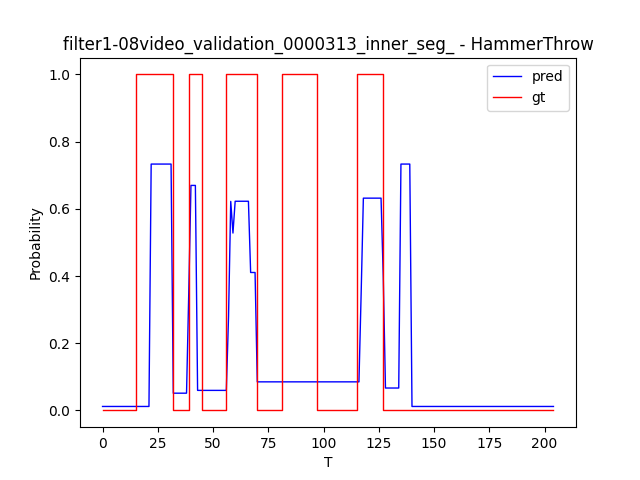 filter1-08video_validation_0000313_inner_seg_ - HammerThrow
pred
gt
1.0
0.8
0.6
0.4
0.2
0.0
Probability
0 25 50 75 100 125 150 175 200
T